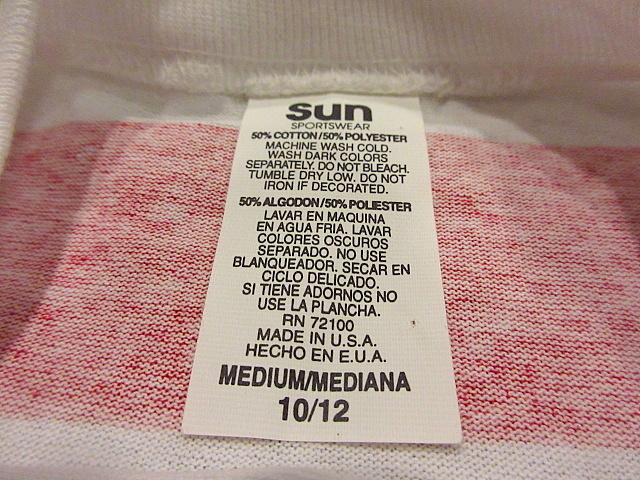 sun
SPORTSWEAR
50% COTTON/50% POLYESTER
MACHINE WASH COLD.
WASH DARK COLORS
SEPARATELY. DO NOT BLEACH.
TUMBLE DRY LOW. DO NOT
IRON IF DECORATED.
50% ALGODON/50% POLIESTER
LAVAR EN MAQUINA
EN AGUA FRIA. LAVAR
COLORES OSCUROS
SEPARADO. NO USE
BLANQUEADOR. SECAR EN
CICLO DELICADO.
SI TIENE ADORNOS NO
USE LA PLANCHA.
RN 72100
MADE IN U.S.A.
HECHO EN E.U.A.
MEDIUM/MEDIANA
10/12